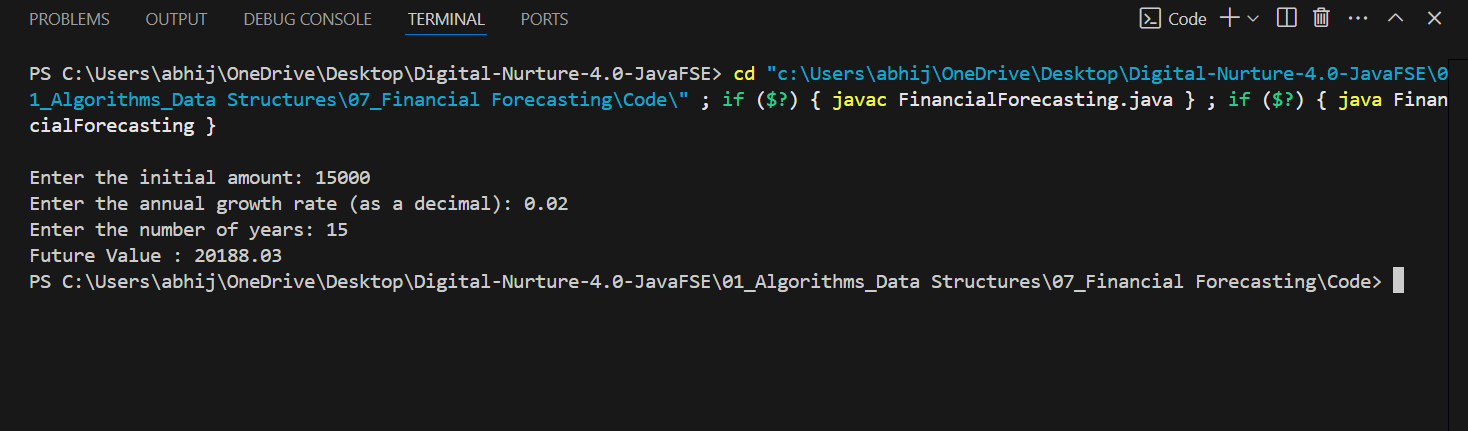 PROBLEMS OUTPUT DEBUG CONSOLE TERMINAL PORTS Code
PS C:\Users\abhij\OneDrive\Desktop\Digital-Nurture-4.0-JavaFSE> cd "c:\Users\abhij\OneDrive\Desktop\Digital-Nurture-4.0-JavaFSE\0
1_Algorithms_Data Structures\07_Financial Forecasting\Code\" ; if ($?) { javac FinancialForecasting.java } ; if ($?) { java Finan
cialForecasting }
Enter the initial amount: 15000
Enter the annual growth rate (as a decimal): 0.02
Enter the number of years: 15
Future Value : 20188.03
PS C:\Users\abhij\OneDrive\Desktop\Digital-Nurture-4.0-JavaFSE\01_Algorithms_Data Structures\07_Financial Forecasting\Code>